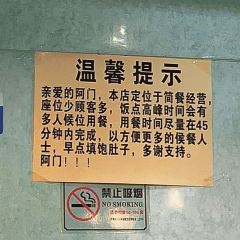 温馨提示
亲爱的阿门，本店定位于简餐经营，
座位少顾客多，饭点高峰时间会有
多人候位用餐，用餐时间尽量在45
分钟内完成，以方便更多的侯餐人
士，早点填饱肚子，多谢支持。
阿门！！！
禁止吸烟
NO SMOKING